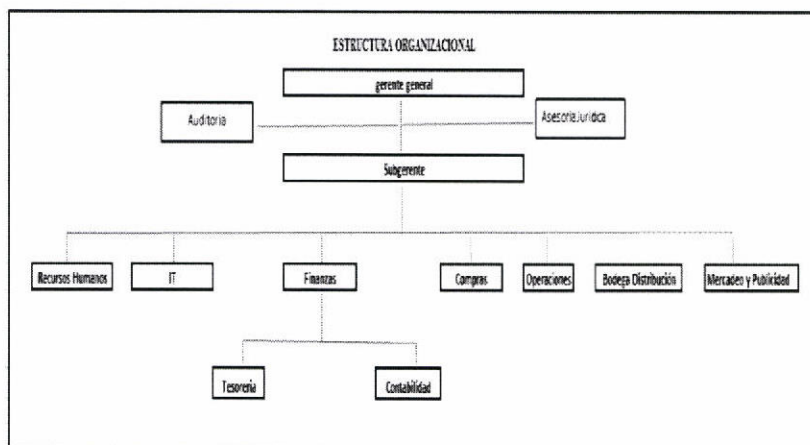 ESTRUCTURA ORGANIZACIONAL
gerente general
Auditoria
Asesoria Juridica
Subgerente
Recursos Humanos
IT
Finanzas
Compras
Operaciones
Bodega Distribución
Mercadeo y Publicidad
Tesoreria
Contabilidad